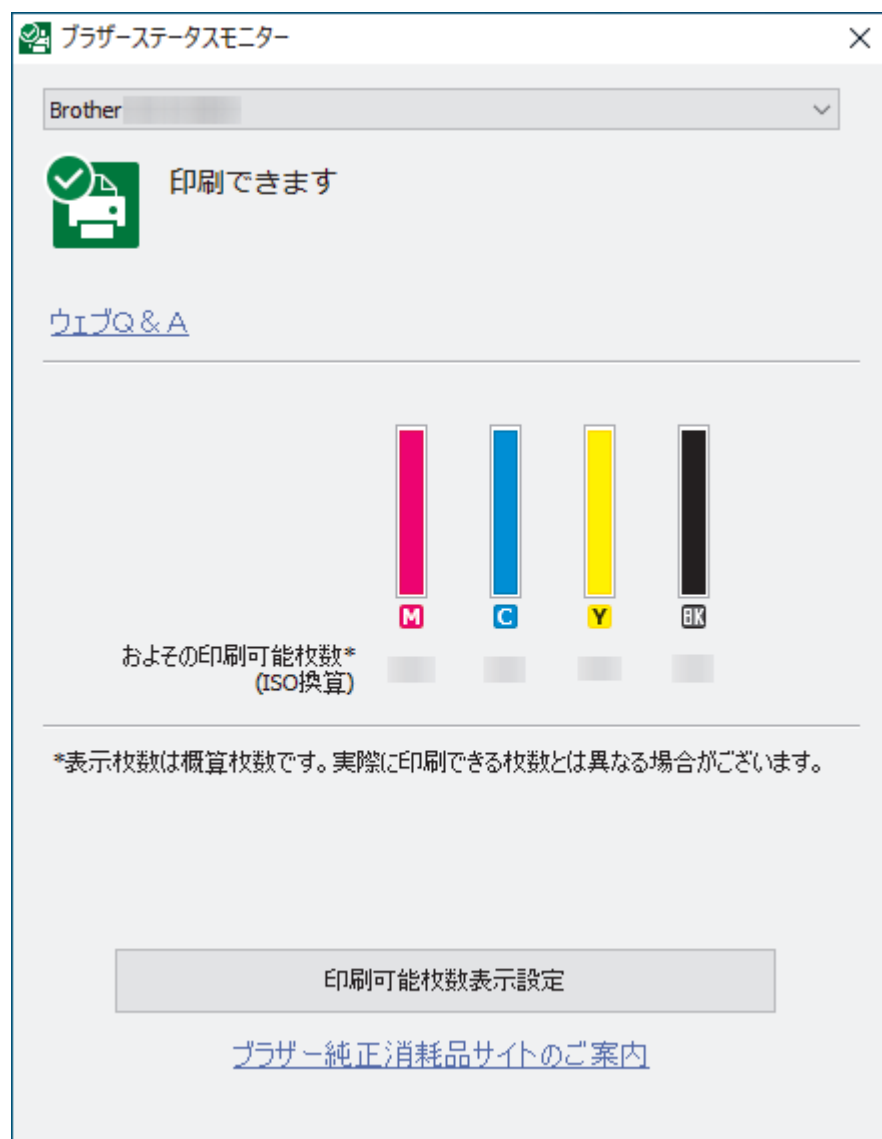 ブラザーステータスモニター
Brother
印刷できます
ウェブQ&A
M C Y BK
およその印刷可能枚数*
(ISO換算)
*表示枚数は概算枚数です。実際に印刷できる枚数とは異なる場合がございます。
印刷可能枚数表示設定
ブラザー純正消耗品サイトのご案内